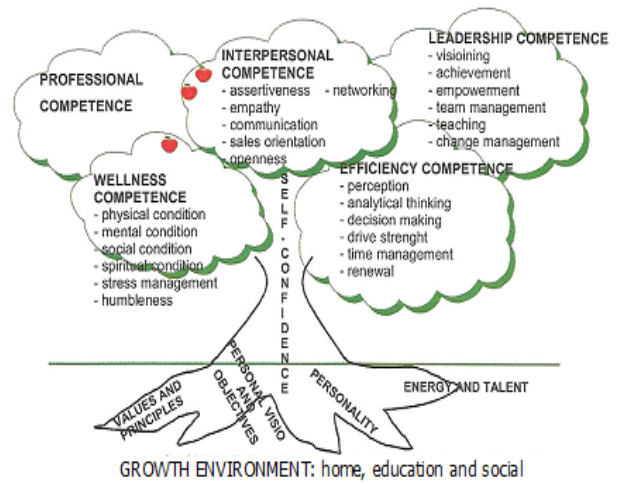 PROFESSIONAL
COMPETENCE
INTERPERSONAL
COMPETENCE
- assertiveness - networking
- empathy
- communication
- sales orientation
- openness
LEADERSHIP COMPETENCE
- visioining
- achievement
- empowerment
- team management
- teaching
- change management
WELLNESS
COMPETENCE
- physical condition
- mental condition
- social condition
- spiritual condition
- stress management
- humbleness
EFFICIENCY COMPETENCE
- perception
- analytical thinking
- decision making
- drive strenght
- time management
- renewal
SELF-CONFIDENCE
VALUES AND
PRINCIPLES
PERSONAL VISIO
AND
OBJECTIVES
PERSONALITY
ENERGY AND TALENT
GROWTH ENVIRONMENT: home, education and social